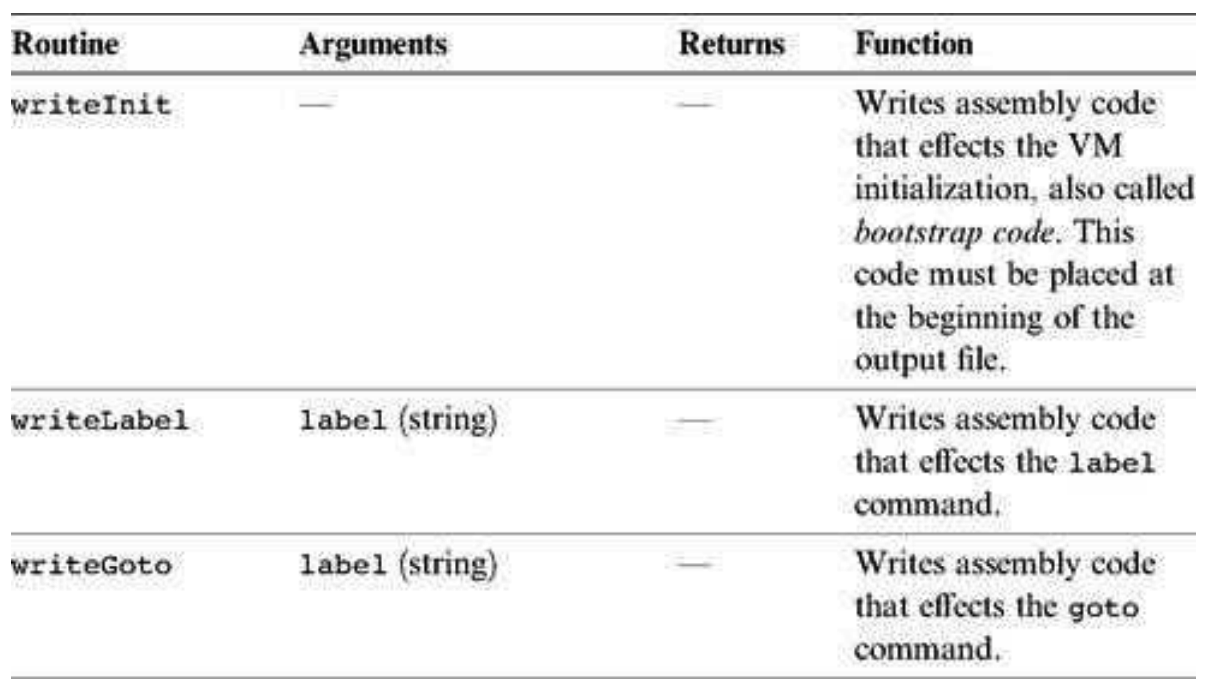 Routine Arguments Returns Function
writeInit — — Writes assembly code
that effects the VM
initialization, also called
bootstrap code. This
code must be placed at
the beginning of the
output file.
writeLabel label (string) — Writes assembly code
that effects the label
command.
writeGoto label (string) — Writes assembly code
that effects the goto
command.